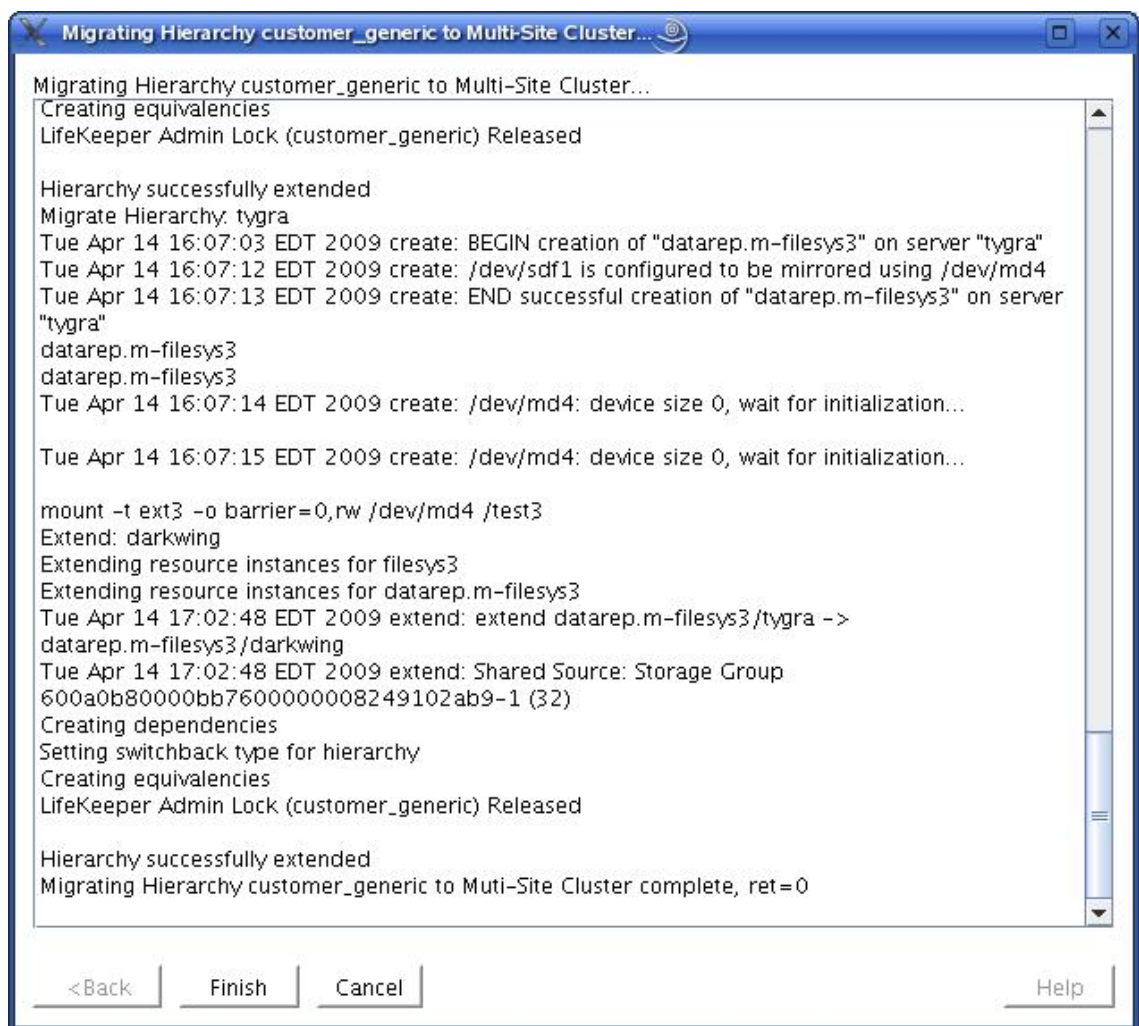 Migrating Hierarchy customer_generic to Multi-Site Cluster...
Migrating Hierarchy customer_generic to Multi-Site Cluster...
Creating equivalencies
LifeKeeper Admin Lock (customer_generic) Released
Hierarchy successfully extended
Migrate Hierarchy: tygra
Tue Apr 14 16:07:03 EDT 2009 create: BEGIN creation of "datarep.m-filesys3" on server "tygra"
Tue Apr 14 16:07:12 EDT 2009 create: /dev/sdf1 is configured to be mirrored using /dev/md4
Tue Apr 14 16:07:13 EDT 2009 create: END successful creation of "datarep.m-filesys3" on server
"tygra"
datarep.m-filesys3
datarep.m-filesys3
Tue Apr 14 16:07:14 EDT 2009 create: /dev/md4: device size 0, wait for initialization...
Tue Apr 14 16:07:15 EDT 2009 create: /dev/md4: device size 0, wait for initialization...
mount -t ext3 -o barrier=0,rw /dev/md4 /test3
Extend: darkwing
Extending resource instances for filesys3
Extending resource instances for datarep.m-filesys3
Tue Apr 14 17:02:48 EDT 2009 extend: extend datarep.m-filesys3/tygra ->
datarep.m-filesys3/darkwing
Tue Apr 14 17:02:48 EDT 2009 extend: Shared Source: Storage Group
600a0b80000bb7600000008249102ab9-1 (32)
Creating dependencies
Setting switchback type for hierarchy
Creating equivalencies
LifeKeeper Admin Lock (customer_generic) Released
Hierarchy successfully extended
Migrating Hierarchy customer_generic to Muti-Site Cluster complete, ret=0
<Back Finish Cancel Help